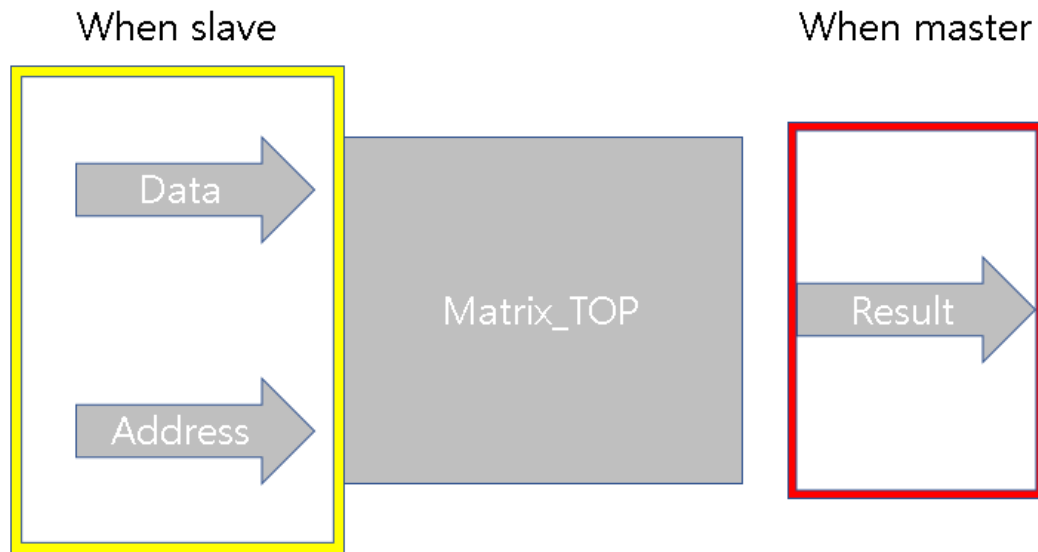 When slave
When master
Data
Matrix_TOP
Result
Address